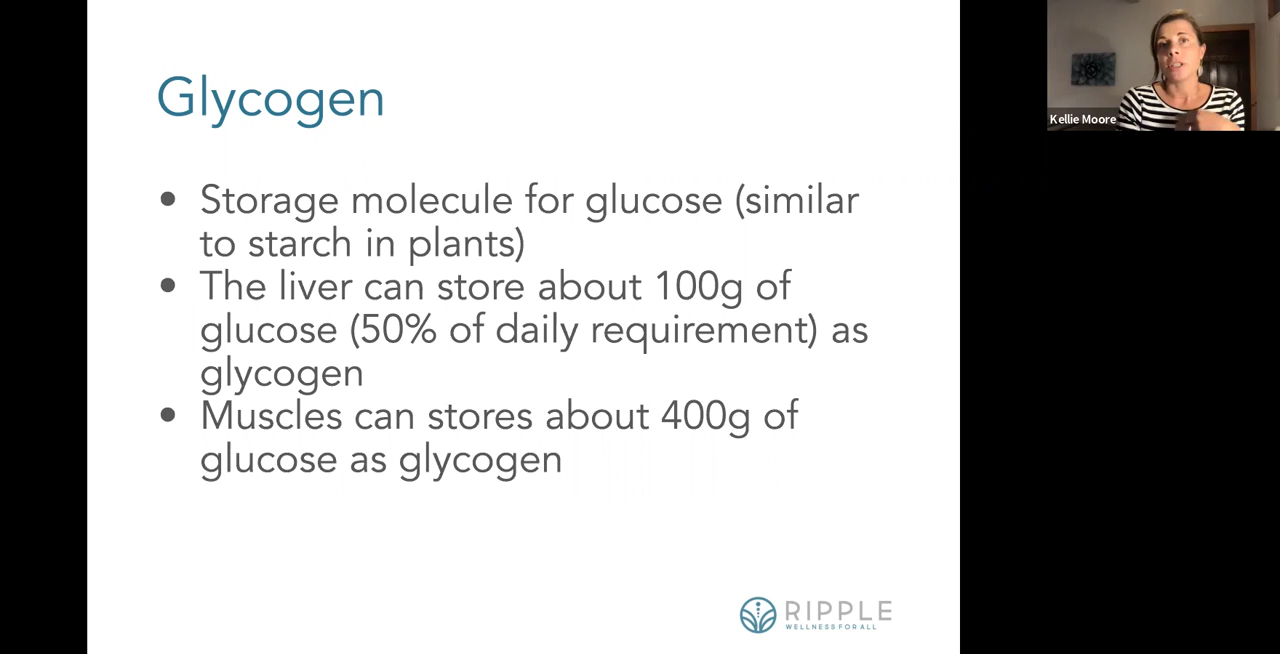 Glycogen
• Storage molecule for glucose (similar
to starch in plants)
• The liver can store about 100g of
glucose (50% of daily requirement) as
glycogen
• Muscles can stores about 400g of
glucose as glycogen
RIPPLE
WELLNESS FOR ALL
Kellie Moore